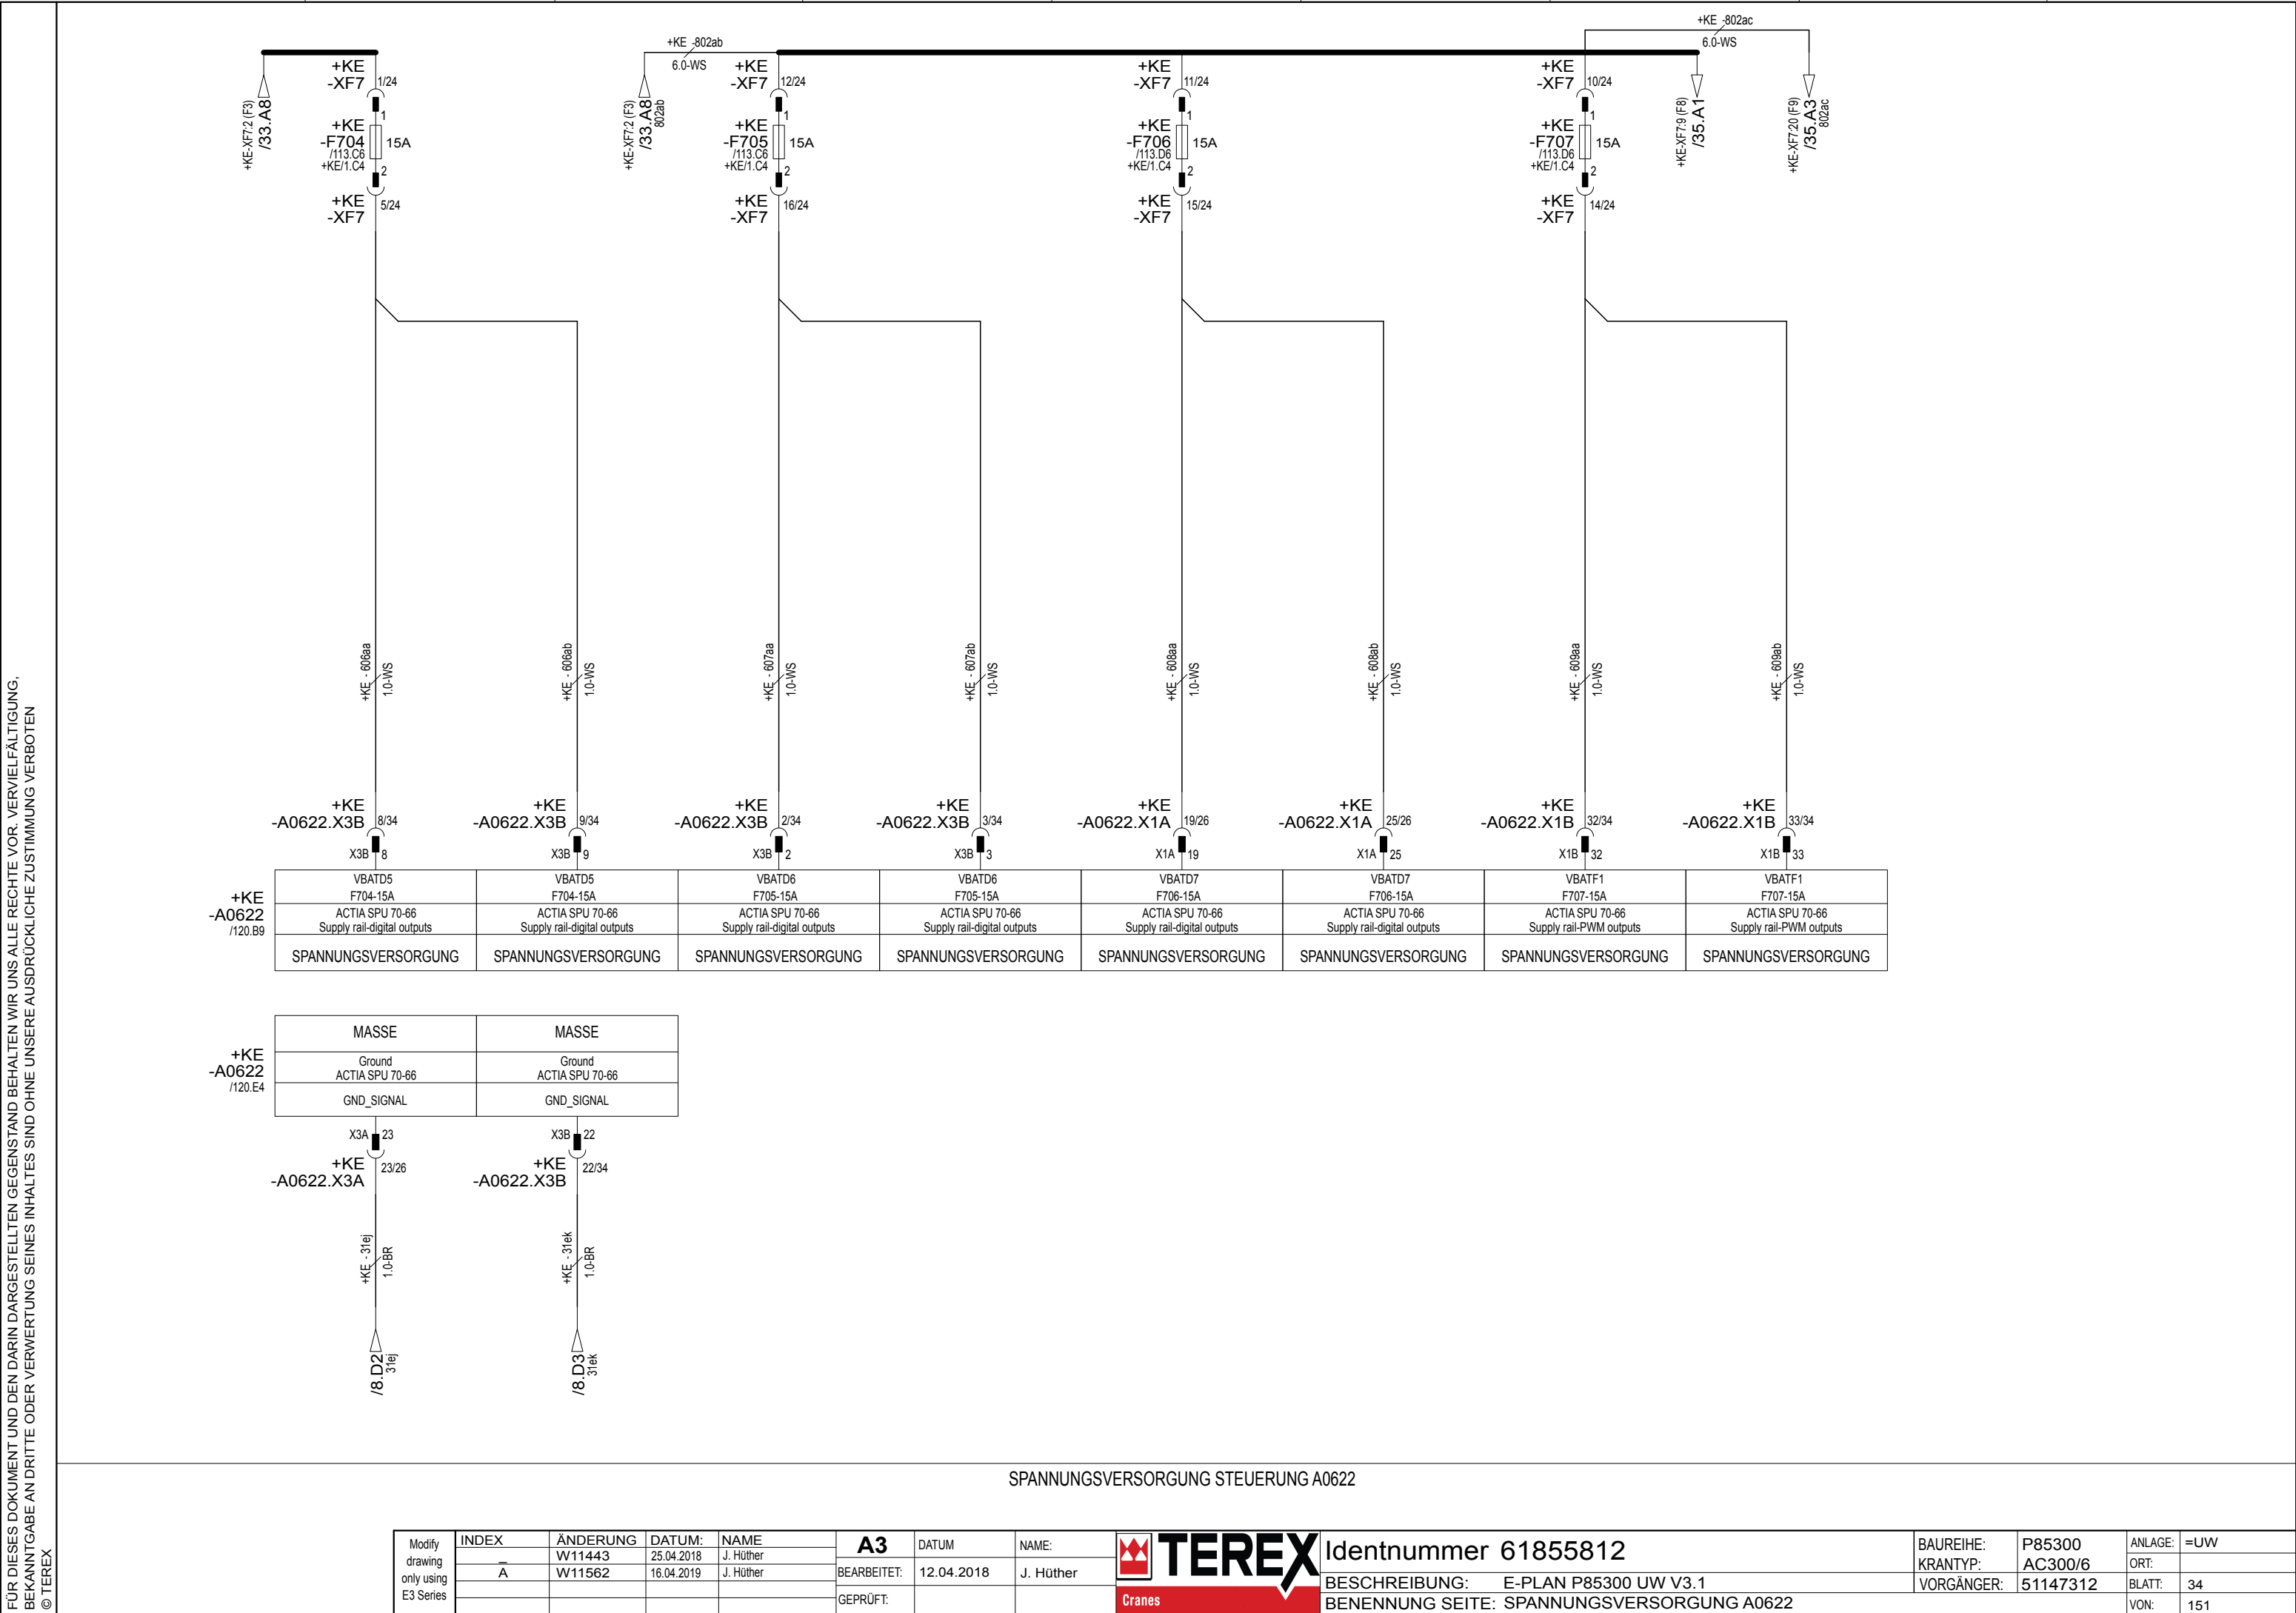 +KE -802ab
6.0-WS
+KE -802ac
6.0-WS
+KE-XF7:2 (F3)
/33.A8
+KE
-XF7 1/24
1
+KE
-F704 15A
/113.C6
+KE/1.C4
2
+KE
-XF7 5/24
+KE-XF7:2 (F3)
/33.A8
802ab
+KE
-XF7 12/24
1
+KE
-F705 15A
/113.C6
+KE/1.C4
2
+KE
-XF7 16/24
+KE
-XF7 11/24
1
+KE
-F706 15A
/113.D6
+KE/1.C4
2
+KE
-XF7 15/24
+KE
-XF7 10/24
1
+KE
-F707 15A
/113.D6
+KE/1.C4
2
+KE
-XF7 14/24
+KE-XF7:9 (F8)
/35.A1
+KE-XF7:20 (F9)
/35.A3
802ac
+KE - 606aa
1.0-WS
+KE - 606ab
1.0-WS
+KE - 607aa
1.0-WS
+KE - 607ab
1.0-WS
+KE - 608aa
1.0-WS
+KE - 608ab
1.0-WS
+KE - 609aa
1.0-WS
+KE - 609ab
1.0-WS
+KE
-A0622.X3B 8/34
X3B 8
+KE
-A0622.X3B 9/34
X3B 9
+KE
-A0622.X3B 2/34
X3B 2
+KE
-A0622.X3B 3/34
X3B 3
+KE
-A0622.X1A 19/26
X1A 19
+KE
-A0622.X1A 25/26
X1A 25
+KE
-A0622.X1B 32/34
X1B 32
+KE
-A0622.X1B 33/34
X1B 33
+KE
-A0622
/120.B9
VBATD5 VBATD5 VBATD6 VBATD6 VBATD7 VBATD7 VBATF1 VBATF1
F704-15A F704-15A F705-15A F705-15A F706-15A F706-15A F707-15A F707-15A
ACTIA SPU 70-66 ACTIA SPU 70-66 ACTIA SPU 70-66 ACTIA SPU 70-66 ACTIA SPU 70-66 ACTIA SPU 70-66 ACTIA SPU 70-66 ACTIA SPU 70-66
Supply rail-digital outputs Supply rail-digital outputs Supply rail-digital outputs Supply rail-digital outputs Supply rail-digital outputs Supply rail-digital outputs Supply rail-PWM outputs Supply rail-PWM outputs
SPANNUNGSVERSORGUNG SPANNUNGSVERSORGUNG SPANNUNGSVERSORGUNG SPANNUNGSVERSORGUNG SPANNUNGSVERSORGUNG SPANNUNGSVERSORGUNG SPANNUNGSVERSORGUNG SPANNUNGSVERSORGUNG
+KE
-A0622
/120.E4
MASSE MASSE
Ground Ground
ACTIA SPU 70-66 ACTIA SPU 70-66
GND_SIGNAL GND_SIGNAL
X3A 23
+KE
-A0622.X3A 23/26
X3B 22
+KE
-A0622.X3B 22/34
+KE - 31ej
1.0-BR
+KE - 31ek
1.0-BR
/8.D2
31ej
/8.D3
31ek
FÜR DIESES DOKUMENT UND DEN DARIN DARGESTELLTEN GEGENSTAND BEHALTEN WIR UNS ALLE RECHTE VOR. VERVIELFÄLTIGUNG,
BEKANNTGABE AN DRITTE ODER VERWERTUNG SEINES INHALTES SIND OHNE UNSERE AUSDRÜCKLICHE ZUSTIMMUNG VERBOTEN
© TEREX
SPANNUNGSVERSORGUNG STEUERUNG A0622
Modify
drawing
only using
E3 Series
INDEX ÄNDERUNG DATUM: NAME
_ W11443 25.04.2018 J. Hüther
A W11562 16.04.2019 J. Hüther
A3 DATUM NAME:
BEARBEITET: 12.04.2018 J. Hüther
GEPRÜFT:
TEREX
Cranes
Identnummer 61855812
BESCHREIBUNG: E-PLAN P85300 UW V3.1
BENENNUNG SEITE: SPANNUNGSVERSORGUNG A0622
BAUREIHE: P85300
KRANTYP: AC300/6
VORGÄNGER: 51147312
ANLAGE: =UW
ORT:
BLATT: 34
VON: 151